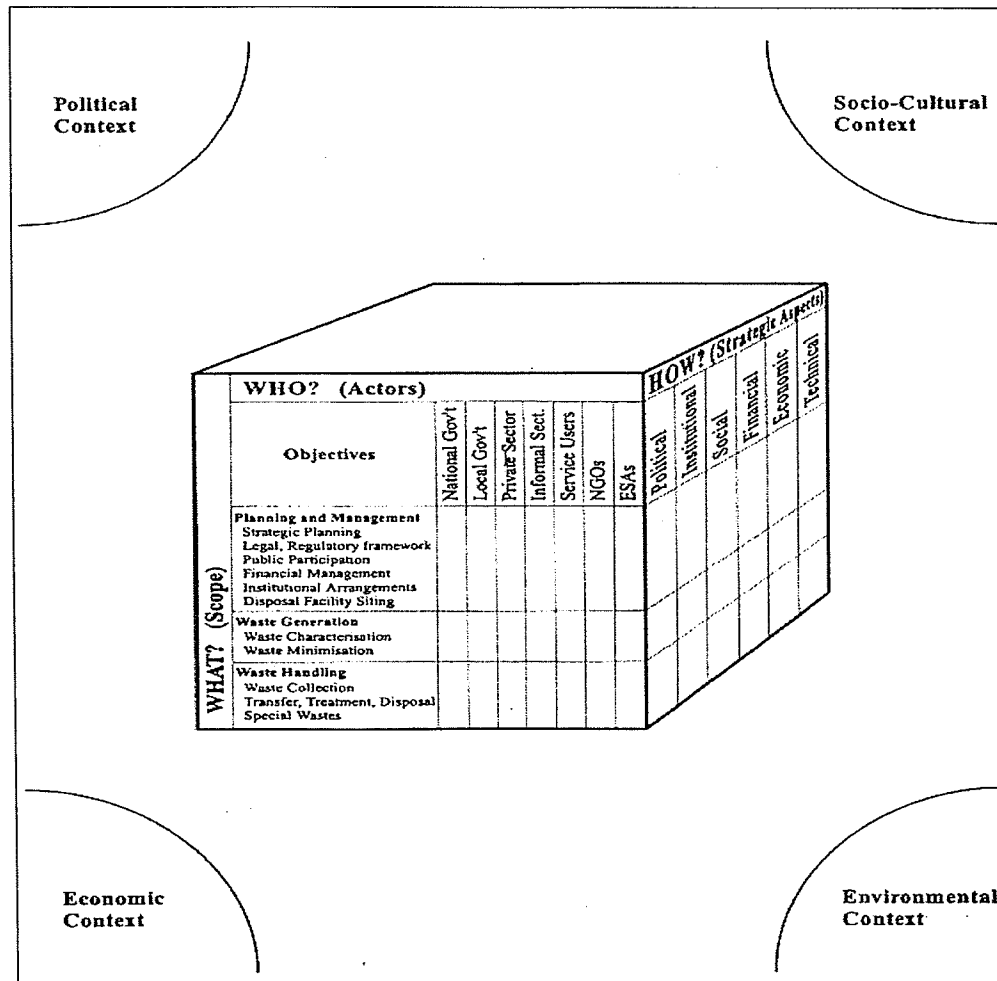 Political
Context
Socio-Cultural
Context
HOW? (Strategic Aspects)
Political
Institutional
Social
Financial
Economic
Technical
WHO? (Actors)
Objectives
National Gov't
Local Gov't
Private Sector
Informal Sect.
Service Users
NGOs
ESAs
WHAT? (Scope)
Planning and Management
Strategic Planning
Legal, Regulatory framework
Public Participation
Financial Management
Institutional Arrangements
Disposal Facility Siting
Waste Generation
Waste Characterisation
Waste Minimisation
Waste Handling
Waste Collection
Transfer, Treatment, Disposal
Special Wastes
Economic
Context
Environmental
Context